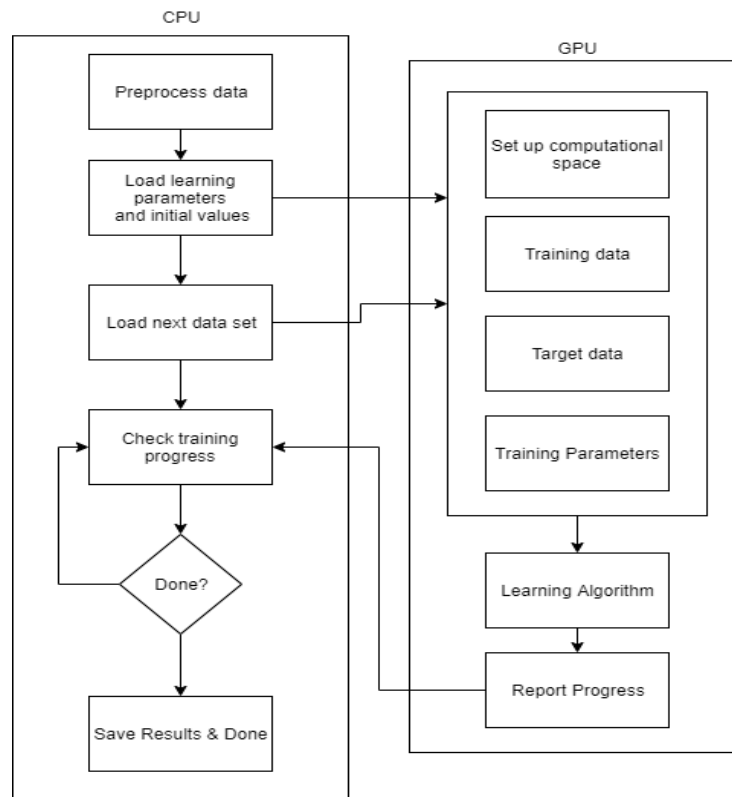 CPU
Preprocess data
Load learning
parameters
and initial values
Load next data set
Check training
progress
Done?
Save Results & Done
GPU
Set up computational
space
Training data
Target data
Training Parameters
Learning Algorithm
Report Progress